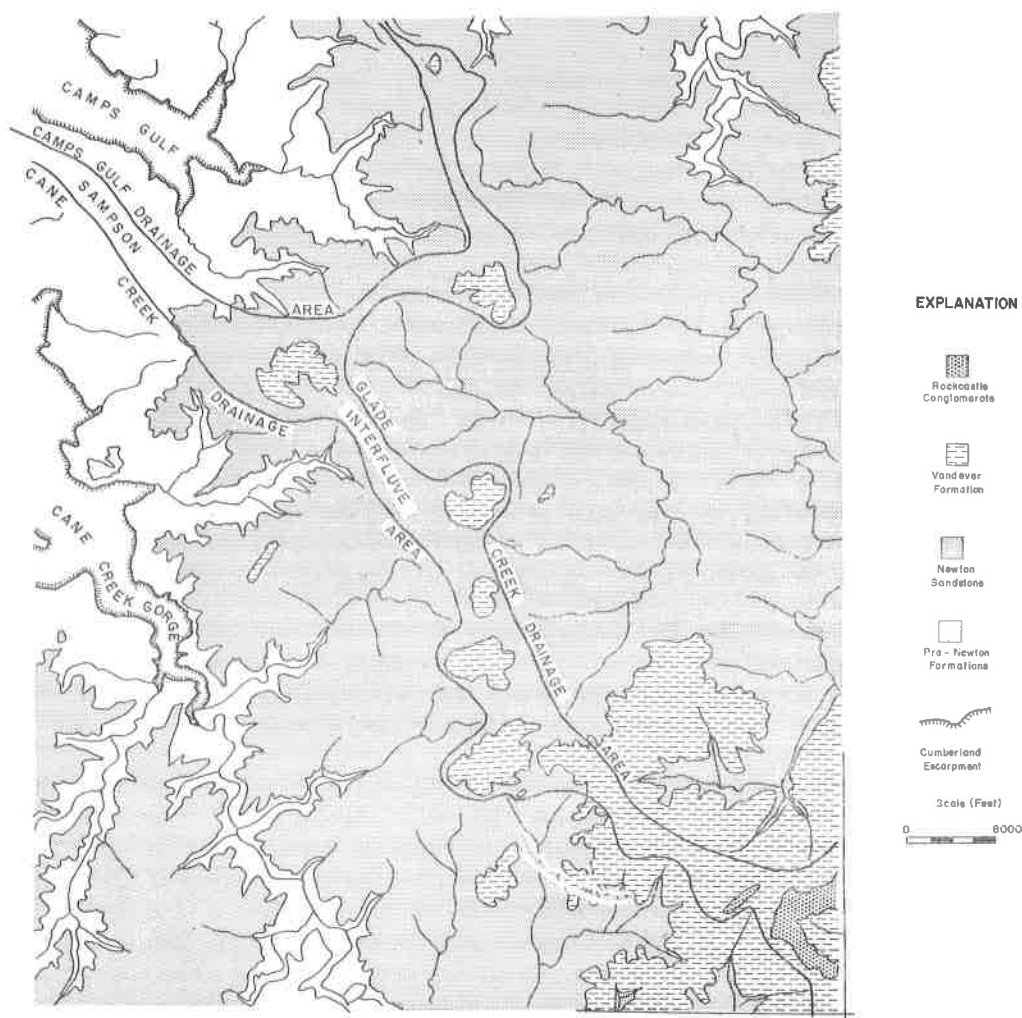 CAMPS GULF
CAMPS GULF DRAINAGE AREA
SAMPSON
CANE CREEK DRAINAGE AREA
GLADE CREEK DRAINAGE AREA
INTERFLUVE
CANE CREEK GORGE
D
EXPLANATION
Rockcastle
Conglomerate
Vandever
Formation
Newton
Sandstone
Pre-Newton
Formations
Cumberland
Escarpment
Scale (Feet)
0 8000